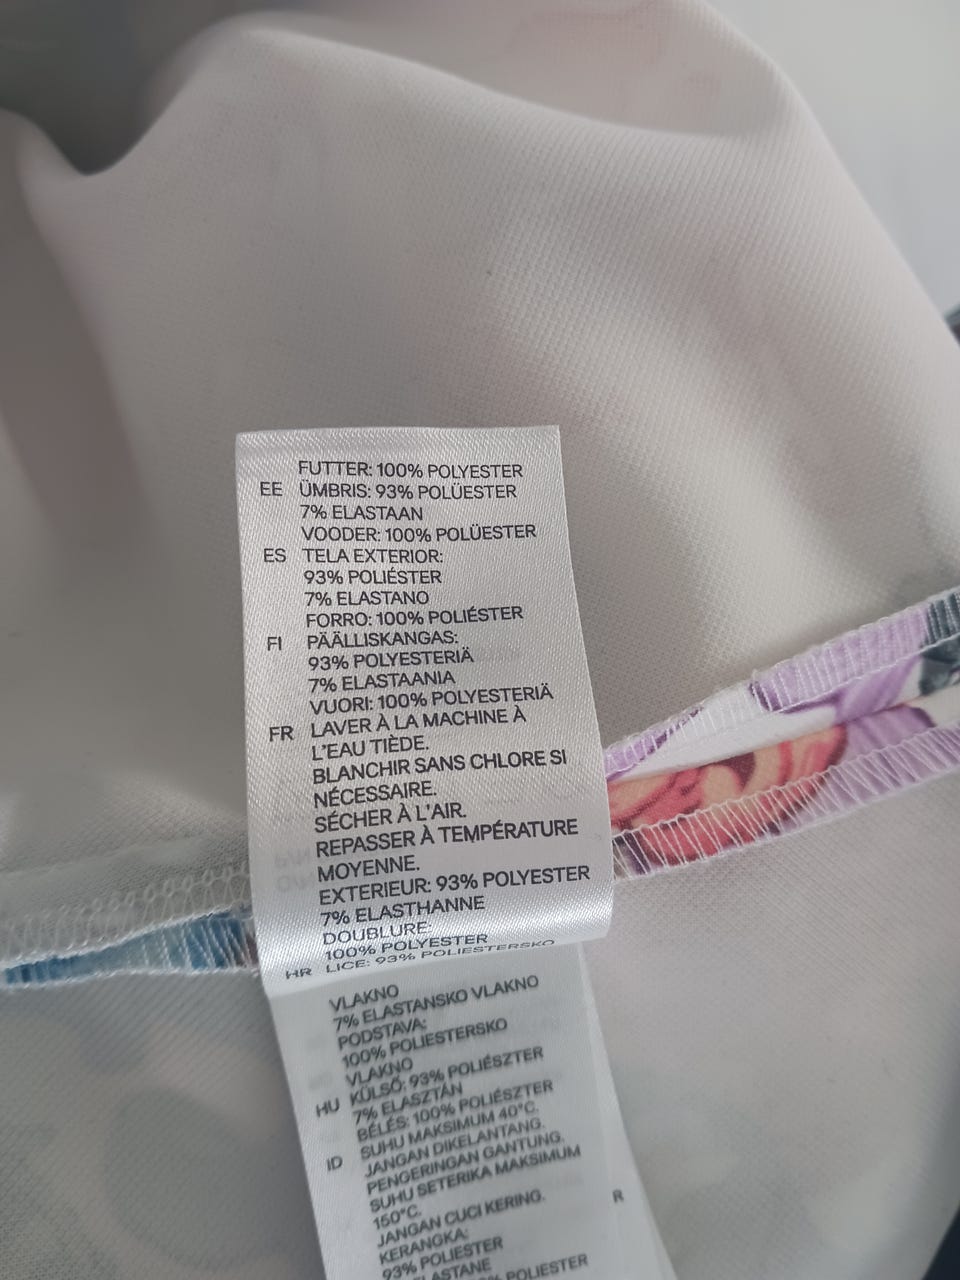 FUTTER: 100% POLYESTER
EE ÜMBRIS: 93% POLÜESTER
7% ELASTAAN
VOODER: 100% POLÜESTER
ES TELA EXTERIOR:
93% POLIÉSTER
7% ELASTANO
FORRO: 100% POLIÉSTER
FI PÄÄLLISKANGAS:
93% POLYESTERIÄ
7% ELASTAANIA
VUORI: 100% POLYESTERIÄ
FR LAVER À LA MACHINE À
L'EAU TIÈDE.
BLANCHIR SANS CHLORE SI
NÉCESSAIRE.
SÉCHER À L'AIR.
REPASSER À TEMPÉRATURE
MOYENNE.
EXTERIEUR: 93% POLYESTER
7% ELASTHANNE
DOUBLURE:
100% POLYESTER
HR LICE: 93% POLIESTERSKO
VLAKNO
7% ELASTANSKO VLAKNO
PODSTAVA:
100% POLIESTERSKO
VLAKNO
HU KÜLSŐ: 93% POLIÉSZTER
7% ELASZTÁN
BÉLÉS: 100% POLIÉSZTER
ID SUHU MAKSIMUM 40°C.
JANGAN DIKELANTANG.
PENGERINGAN GANTUNG.
SUHU SETERIKA MAKSIMUM
150°C.
JANGAN CUCI KERING.
KERANGKA:
93% POLIESTER
ELASTANE
POLIESTER
R